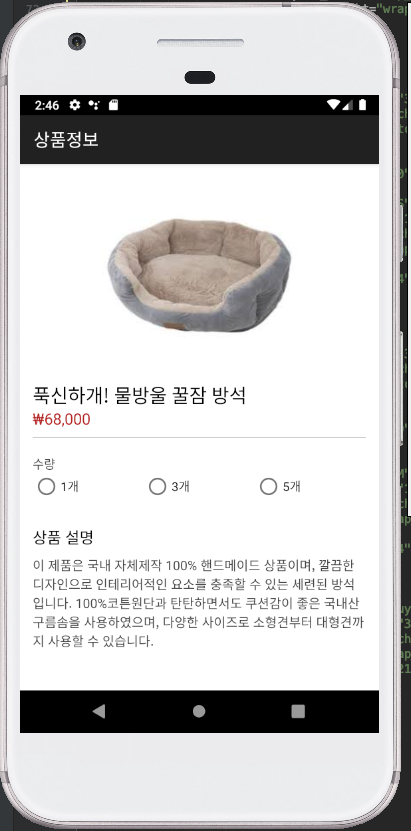 2:46
상품정보
푹신하개! 물방울 꿀잠 방석
₩68,000
수량
1개 3개 5개
상품 설명
이 제품은 국내 자체제작 100% 핸드메이드 상품이며, 깔끔한
디자인으로 인테리어적인 요소를 충족할 수 있는 세련된 방석
입니다. 100%코튼원단과 탄탄하면서도 쿠션감이 좋은 국내산
구름솜을 사용하였으며, 다양한 사이즈로 소형견부터 대형견까
지 사용할 수 있습니다.